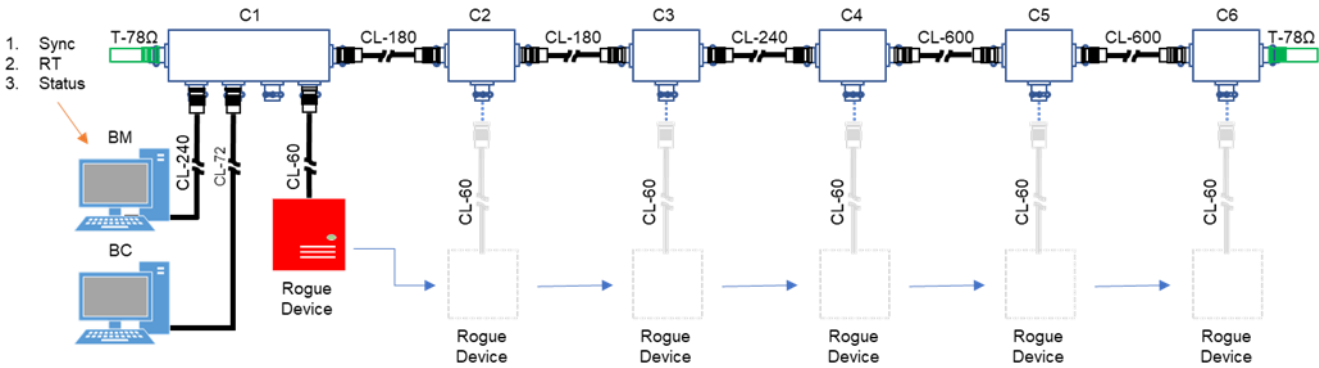 C1
C2
C3
C4
C5
C6
T-78Ω
CL-180
CL-180
CL-240
CL-600
CL-600
T-78Ω
1. Sync
2. RT
3. Status
BM
CL-240
CL-72
CL-60
CL-60
CL-60
CL-60
CL-60
CL-60
BC
Rogue
Device
Rogue
Device
Rogue
Device
Rogue
Device
Rogue
Device
Rogue
Device